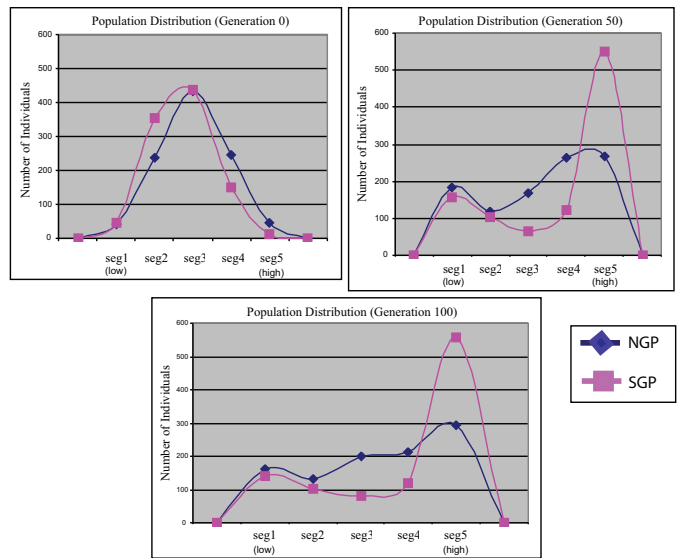 Population Distribution (Generation 0)
Number of Individuals
600
500
400
300
200
100
0
seg1 seg2 seg3 seg4 seg5
(low) (high)
Population Distribution (Generation 50)
Number of Individuals
600
500
400
300
200
100
0
seg1 seg2 seg3 seg4 seg5
(low) (high)
Population Distribution (Generation 100)
Number of Individuals
600
500
400
300
200
100
0
seg1 seg2 seg3 seg4 seg5
(low) (high)
NGP
SGP